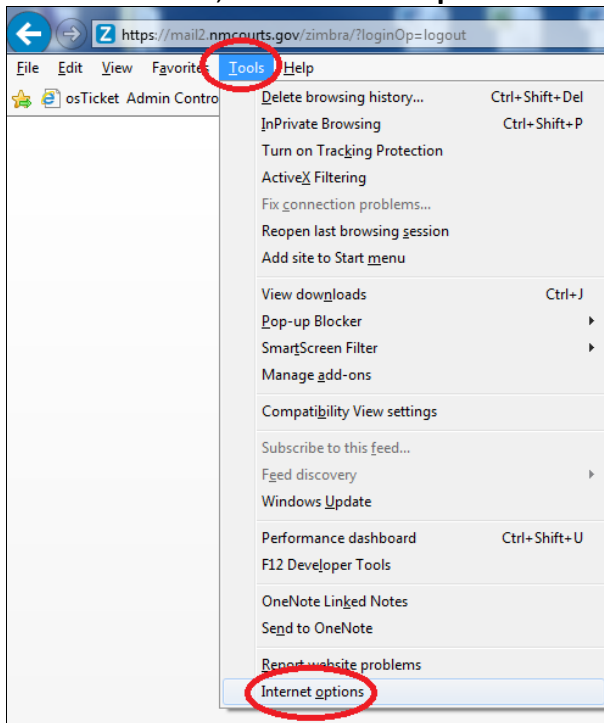 https://mail2.nmcourts.gov/zimbra/?loginOp=logout
File Edit View Favorites Tools Help
osTicket Admin Contro
Delete browsing history... Ctrl+Shift+Del
InPrivate Browsing Ctrl+Shift+P
Turn on Tracking Protection
ActiveX Filtering
Fix connection problems...
Reopen last browsing session
Add site to Start menu
View downloads Ctrl+J
Pop-up Blocker
SmartScreen Filter
Manage add-ons
Compatibility View settings
Subscribe to this feed...
Feed discovery
Windows Update
Performance dashboard Ctrl+Shift+U
F12 Developer Tools
OneNote Linked Notes
Send to OneNote
Report website problems
Internet options